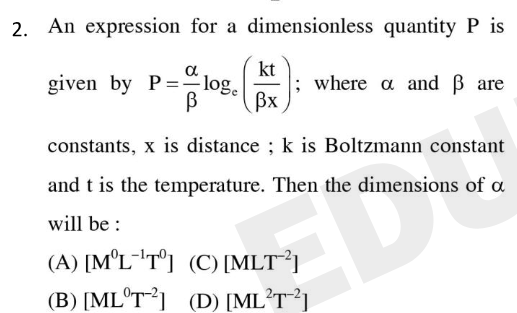 2. An expression for a dimensionless quantity P is
given by P = α/β logₑ (kt/βx); where α and β are
constants, x is distance ; k is Boltzmann constant
and t is the temperature. Then the dimensions of α
will be :
(A) [M⁰L⁻¹T⁰] (C) [MLT⁻²]
(B) [ML⁰T⁻²] (D) [ML²T⁻²]
EDU